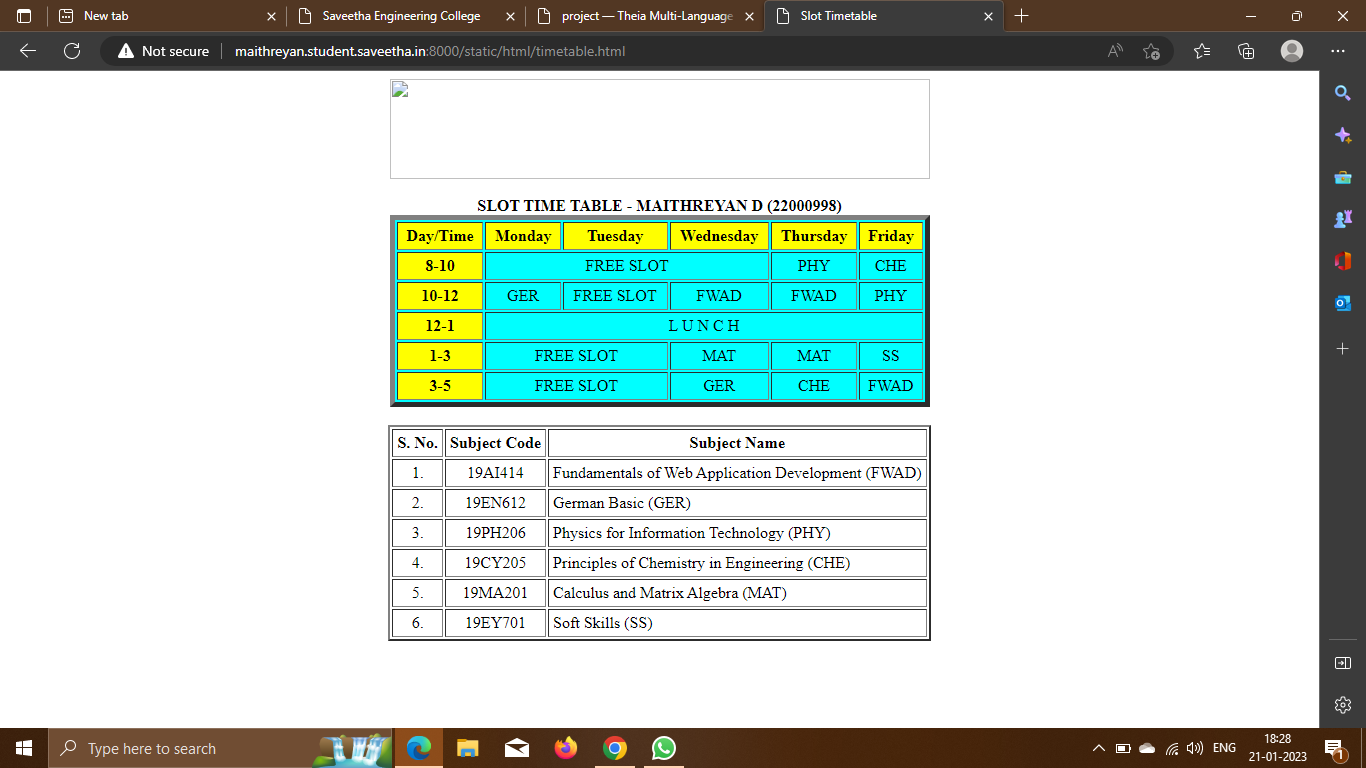 New tab
Saveetha Engineering College
project — Theia Multi-Language
Slot Timetable
Not secure
maithreyan.student.saveetha.in:8000/static/html/timetable.html
SLOT TIME TABLE - MAITHREYAN D (22000998)
Day/Time Monday Tuesday Wednesday Thursday Friday
8-10 FREE SLOT PHY CHE
10-12 GER FREE SLOT FWAD FWAD PHY
12-1 L U N C H
1-3 FREE SLOT MAT MAT SS
3-5 FREE SLOT GER CHE FWAD
S. No. Subject Code Subject Name
1. 19AI414 Fundamentals of Web Application Development (FWAD)
2. 19EN612 German Basic (GER)
3. 19PH206 Physics for Information Technology (PHY)
4. 19CY205 Principles of Chemistry in Engineering (CHE)
5. 19MA201 Calculus and Matrix Algebra (MAT)
6. 19EY701 Soft Skills (SS)
Type here to search
ENG
18:28
21-01-2023
1